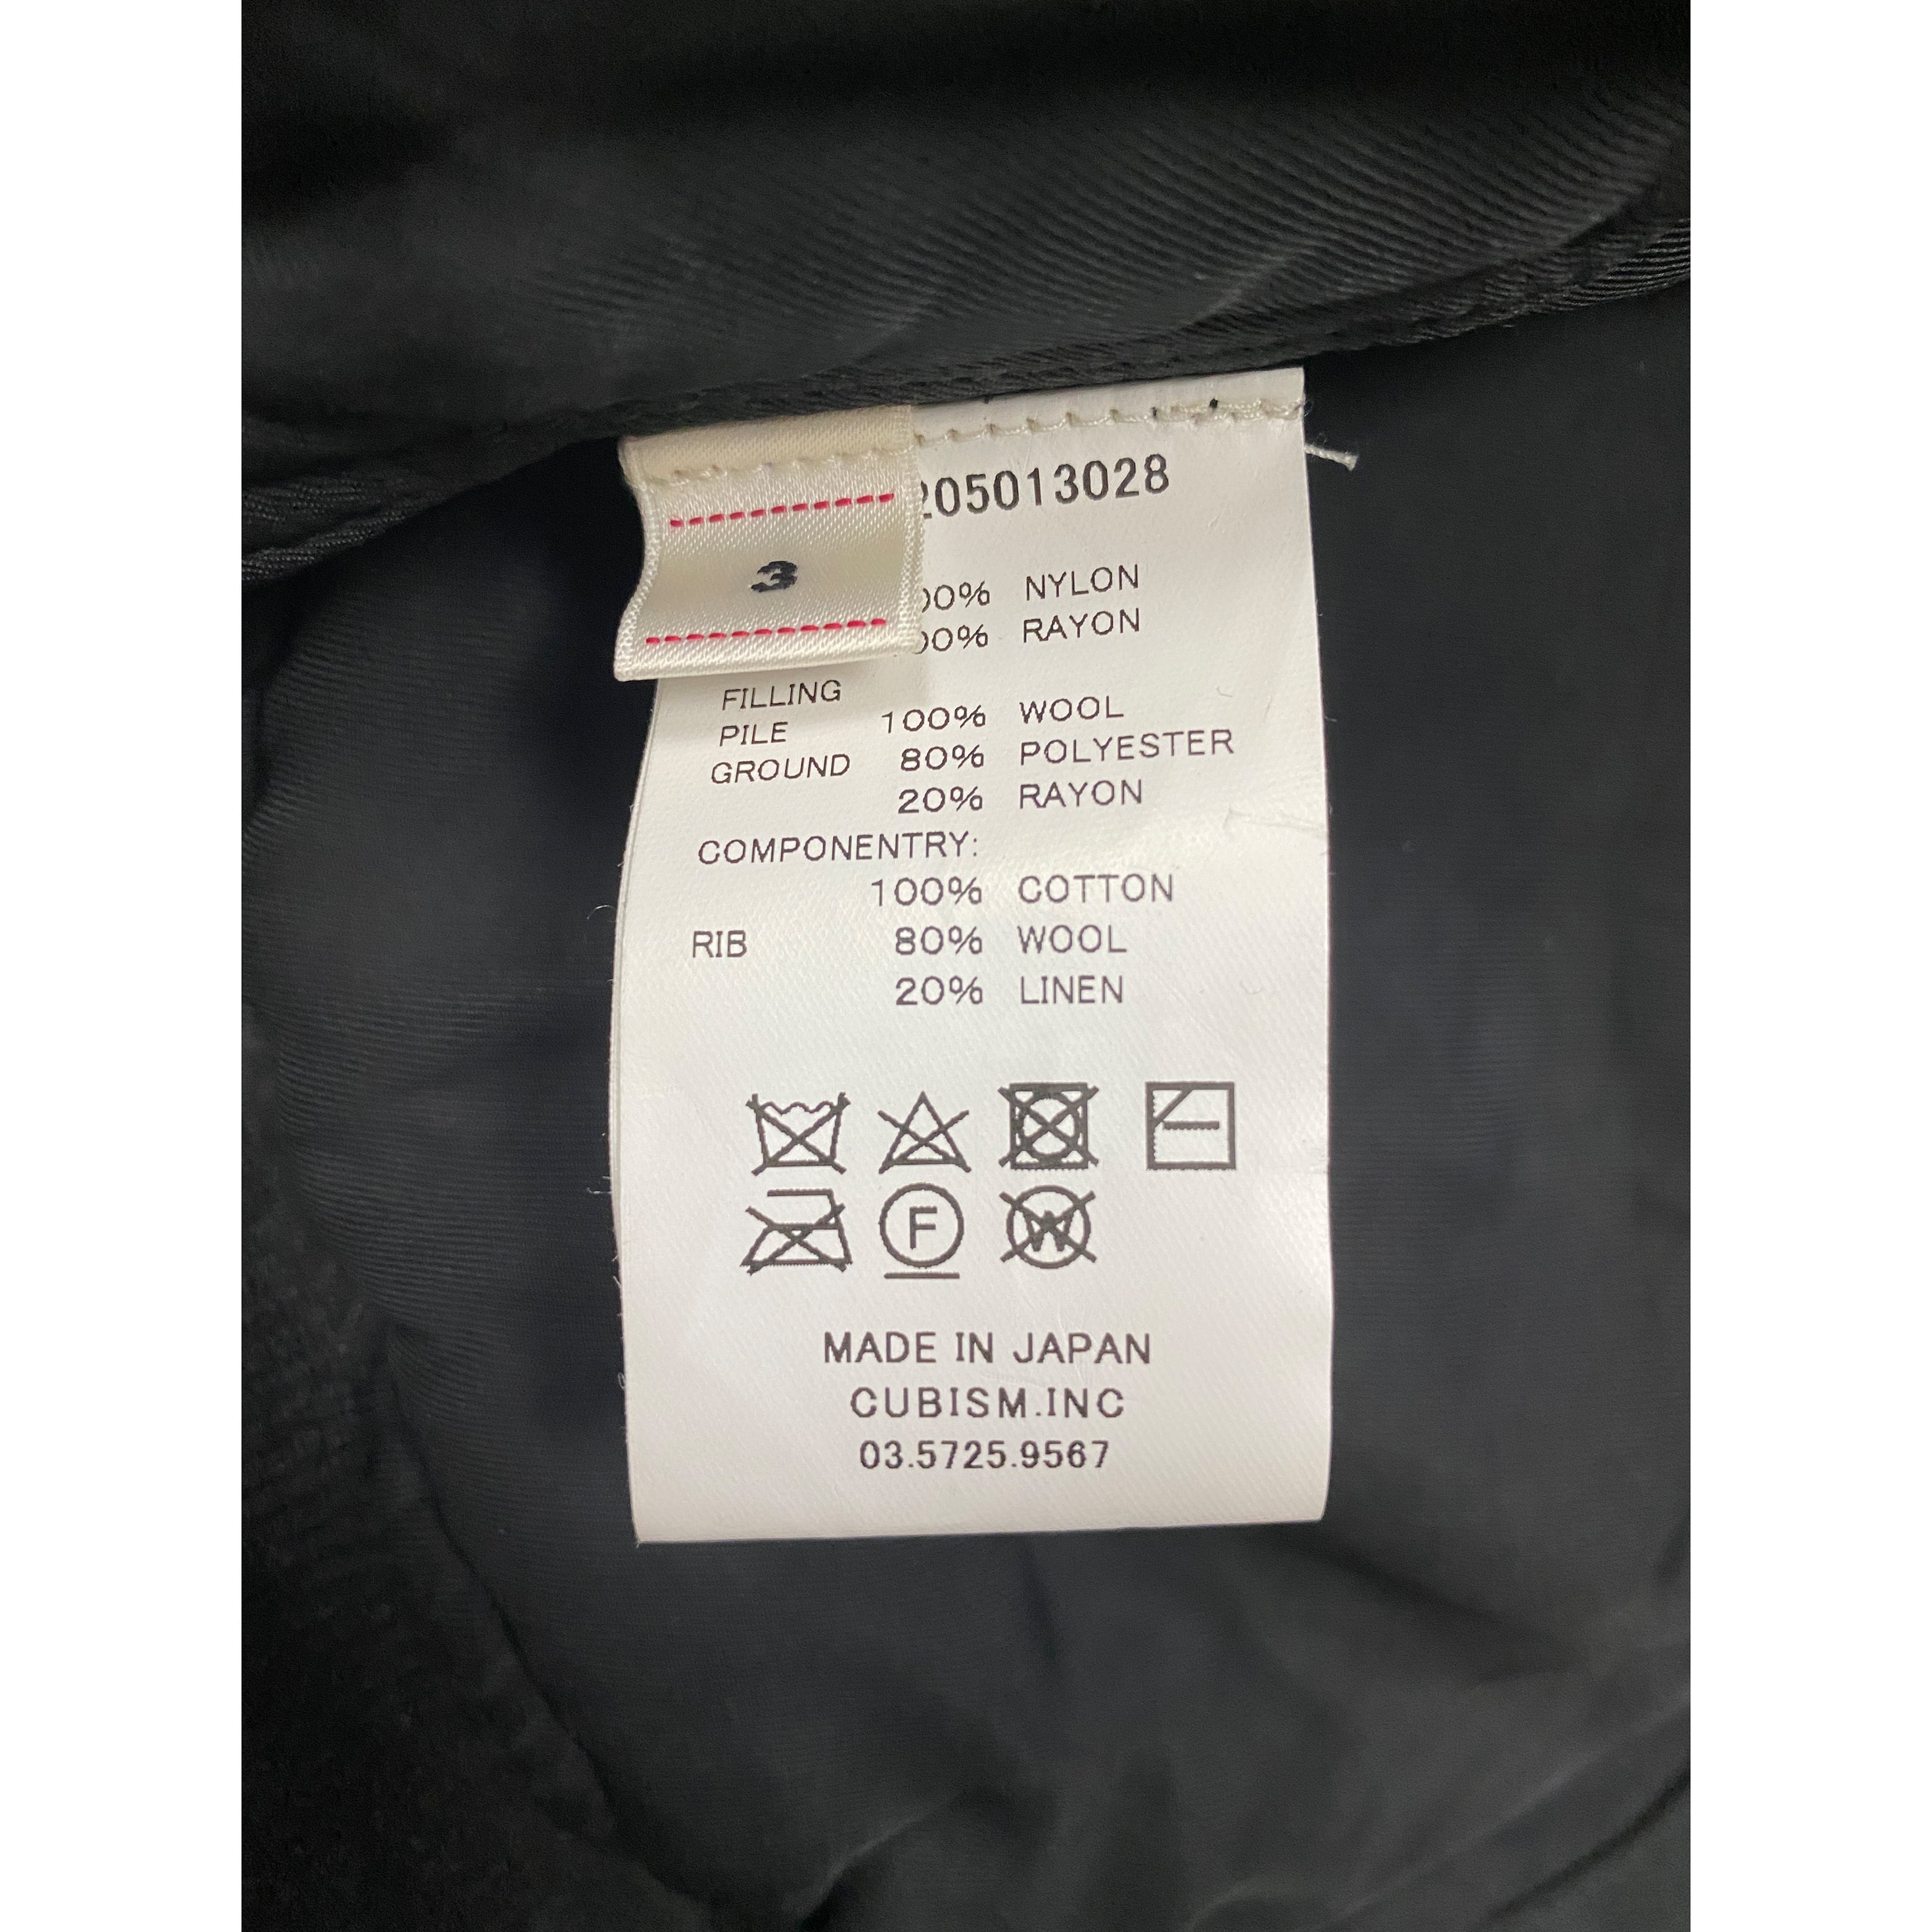 3
205013028
00% NYLON
00% RAYON
FILLING
PILE 100% WOOL
GROUND 80% POLYESTER
20% RAYON
COMPONENTRY:
100% COTTON
RIB 80% WOOL
20% LINEN
F
W
MADE IN JAPAN
CUBISM.INC
03.5725.9567